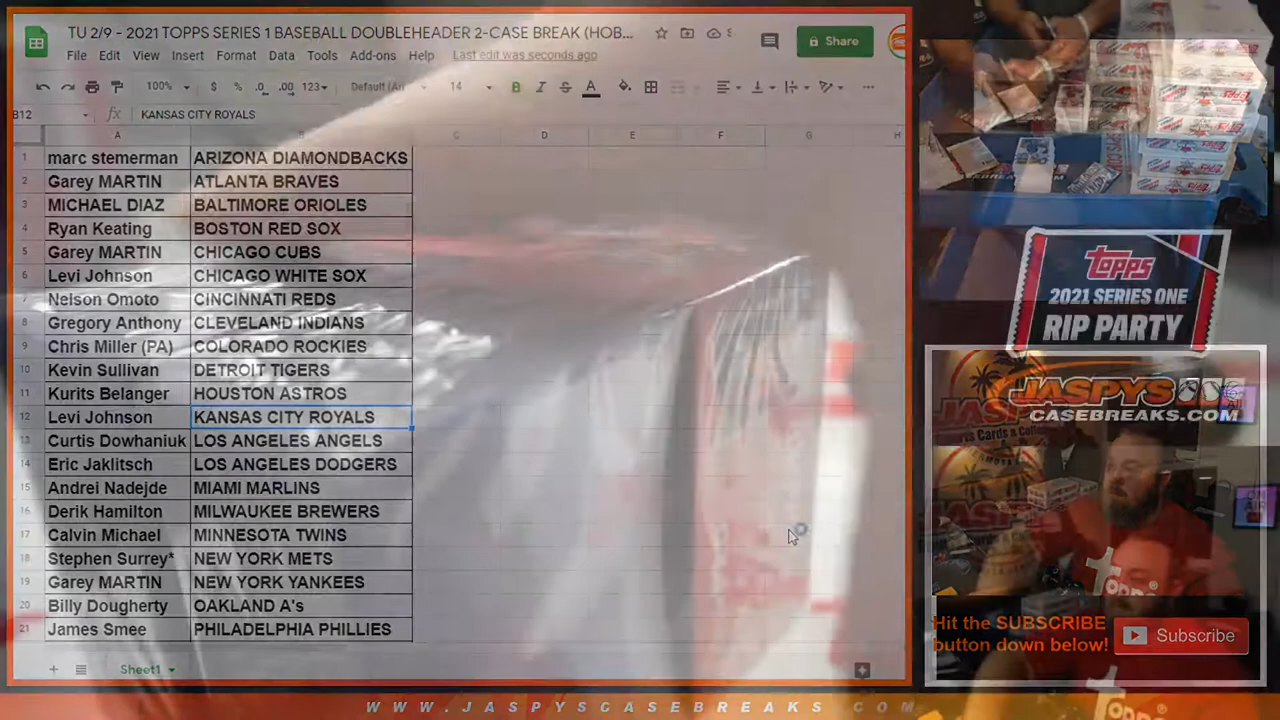 TU 2/9 - 2021 TOPPS SERIES 1 BASEBALL DOUBLEHEADER 2-CASE BREAK (HOB...
File Edit View Insert Format Data Tools Add-ons Help Last edit was seconds ago
Share
100% $ % .0 .00 123 Default (Ari 14 B I S A
B12 fx KANSAS CITY ROYALS
A B C D E F G H
1 marc stemerman ARIZONA DIAMONDBACKS
2 Garey MARTIN ATLANTA BRAVES
3 MICHAEL DIAZ BALTIMORE ORIOLES
4 Ryan Keating BOSTON RED SOX
5 Garey MARTIN CHICAGO CUBS
6 Levi Johnson CHICAGO WHITE SOX
7 Nelson Omoto CINCINNATI REDS
8 Gregory Anthony CLEVELAND INDIANS
9 Chris Miller (PA) COLORADO ROCKIES
10 Kevin Sullivan DETROIT TIGERS
11 Kurits Belanger HOUSTON ASTROS
12 Levi Johnson KANSAS CITY ROYALS
13 Curtis Dowhaniuk LOS ANGELES ANGELS
14 Eric Jaklitsch LOS ANGELES DODGERS
15 Andrei Nadejde MIAMI MARLINS
16 Derik Hamilton MILWAUKEE BREWERS
17 Calvin Michael MINNESOTA TWINS
18 Stephen Surrey* NEW YORK METS
19 Garey MARTIN NEW YORK YANKEES
20 Billy Dougherty OAKLAND A's
21 James Smee PHILADELPHIA PHILLIES
Sheet1
topps
2021 SERIES ONE
RIP PARTY
JASPYS
CASEBREAKS.COM
Hit the SUBSCRIBE
button down below!
Subscribe
WWW.JASPYSCASEBREAKS.COM